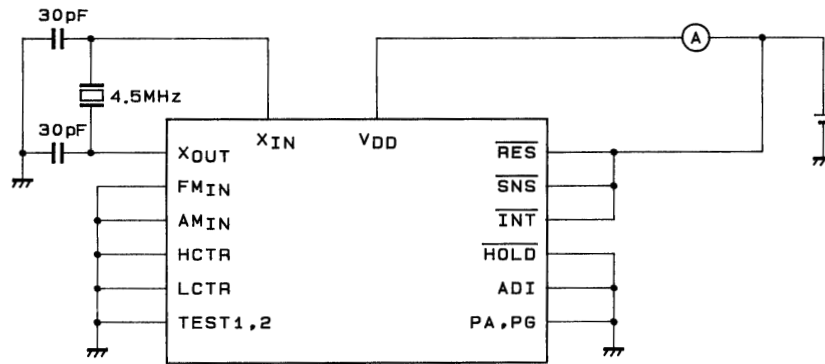 30pF
A
4.5MHz
30pF
XIN
VDD
XOUT
RES
FMIN
SNS
AMIN
INT
HCTR
HOLD
LCTR
ADI
TEST1,2
PA,PG